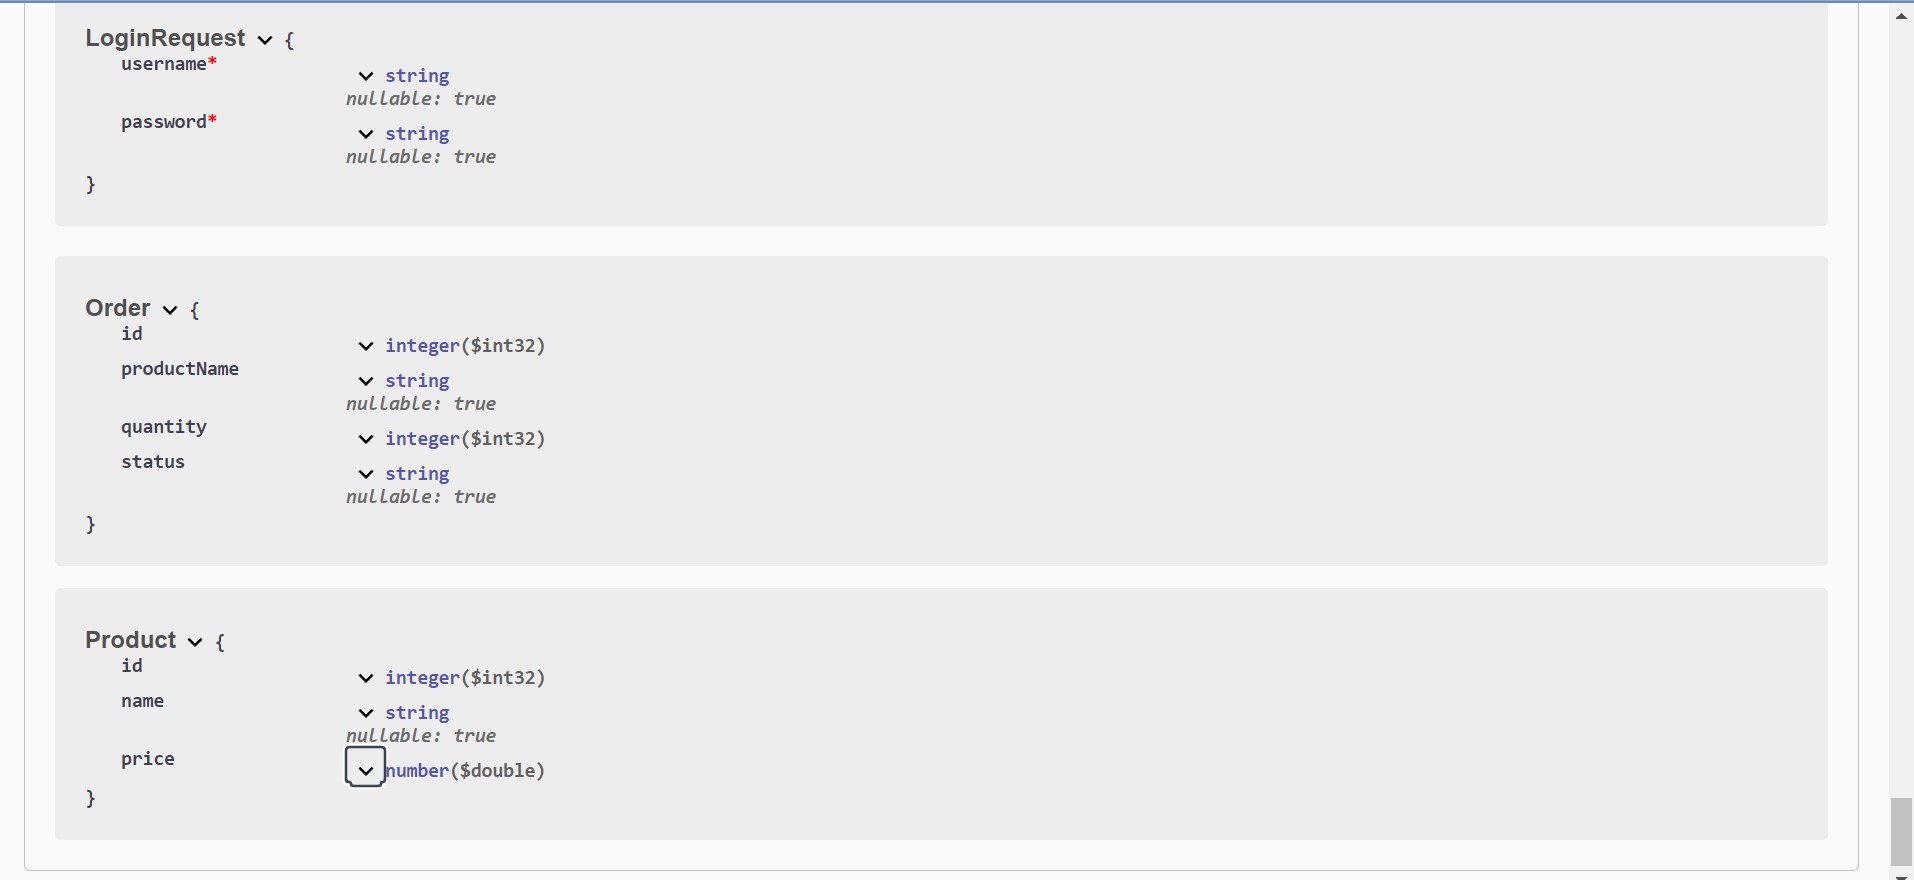 LoginRequest {
username* string
nullable: true
password* string
nullable: true
}
Order {
id integer($int32)
productName string
nullable: true
quantity integer($int32)
status string
nullable: true
}
Product {
id integer($int32)
name string
nullable: true
price number($double)
}